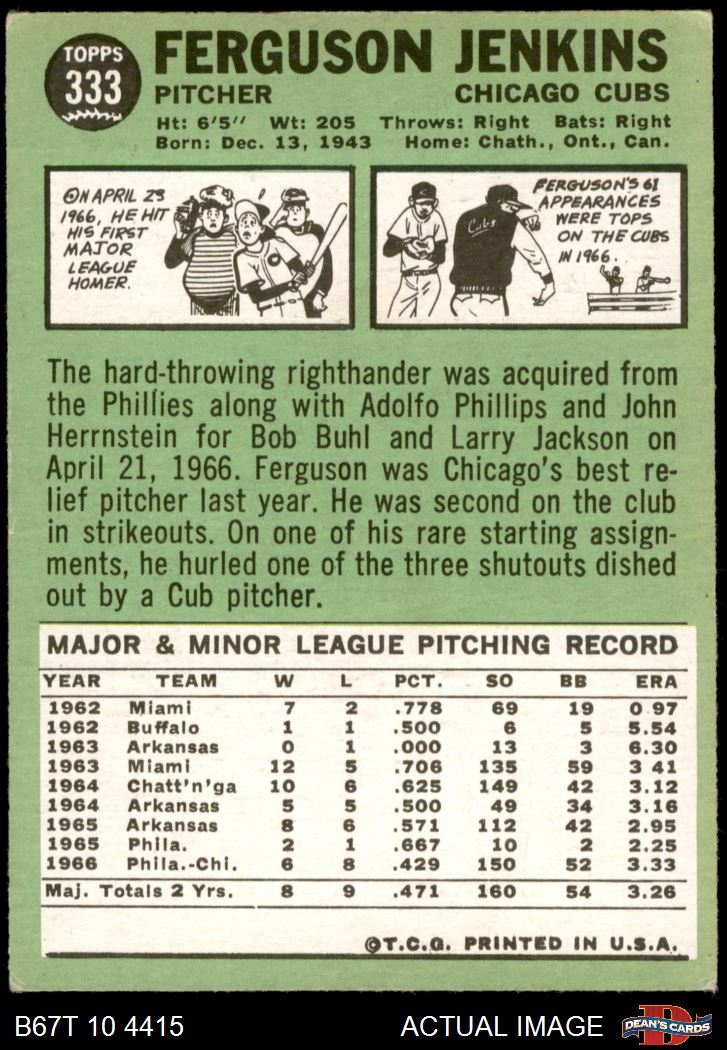 TOPPS
333
FERGUSON JENKINS
PITCHER CHICAGO CUBS
Ht: 6'5" Wt: 205 Throws: Right Bats: Right
Born: Dec. 13, 1943 Home: Chath., Ont., Can.
ON APRIL 23
1966, HE HIT
HIS FIRST
MAJOR
LEAGUE
HOMER.
C
FERGUSON'S 61
APPEARANCES
WERE TOPS
ON THE CUBS
IN 1966.
Cubs
The hard-throwing righthander was acquired from
the Phillies along with Adolfo Phillips and John
Herrnstein for Bob Buhl and Larry Jackson on
April 21, 1966. Ferguson was Chicago's best re-
lief pitcher last year. He was second on the club
in strikeouts. On one of his rare starting assign-
ments, he hurled one of the three shutouts dished
out by a Cub pitcher.
MAJOR & MINOR LEAGUE PITCHING RECORD
YEAR TEAM W L PCT. SO BB ERA
1962 Miami 7 2 .778 69 19 0 97
1962 Buffalo 1 1 .500 6 5 5.54
1963 Arkansas 0 1 .000 13 3 6.30
1963 Miami 12 5 .706 135 59 3 41
1964 Chatt'n'ga 10 6 .625 149 42 3.12
1964 Arkansas 5 5 .500 49 34 3.16
1965 Arkansas 8 6 .571 112 42 2.95
1965 Phila. 2 1 .667 10 2 2.25
1966 Phila.-Chi. 6 8 .429 150 52 3.33
Maj. Totals 2 Yrs. 8 9 .471 160 54 3.26
©T.C.G. PRINTED IN U.S.A.
B67T 10 4415 ACTUAL IMAGE
D
DEAN'S CARDS